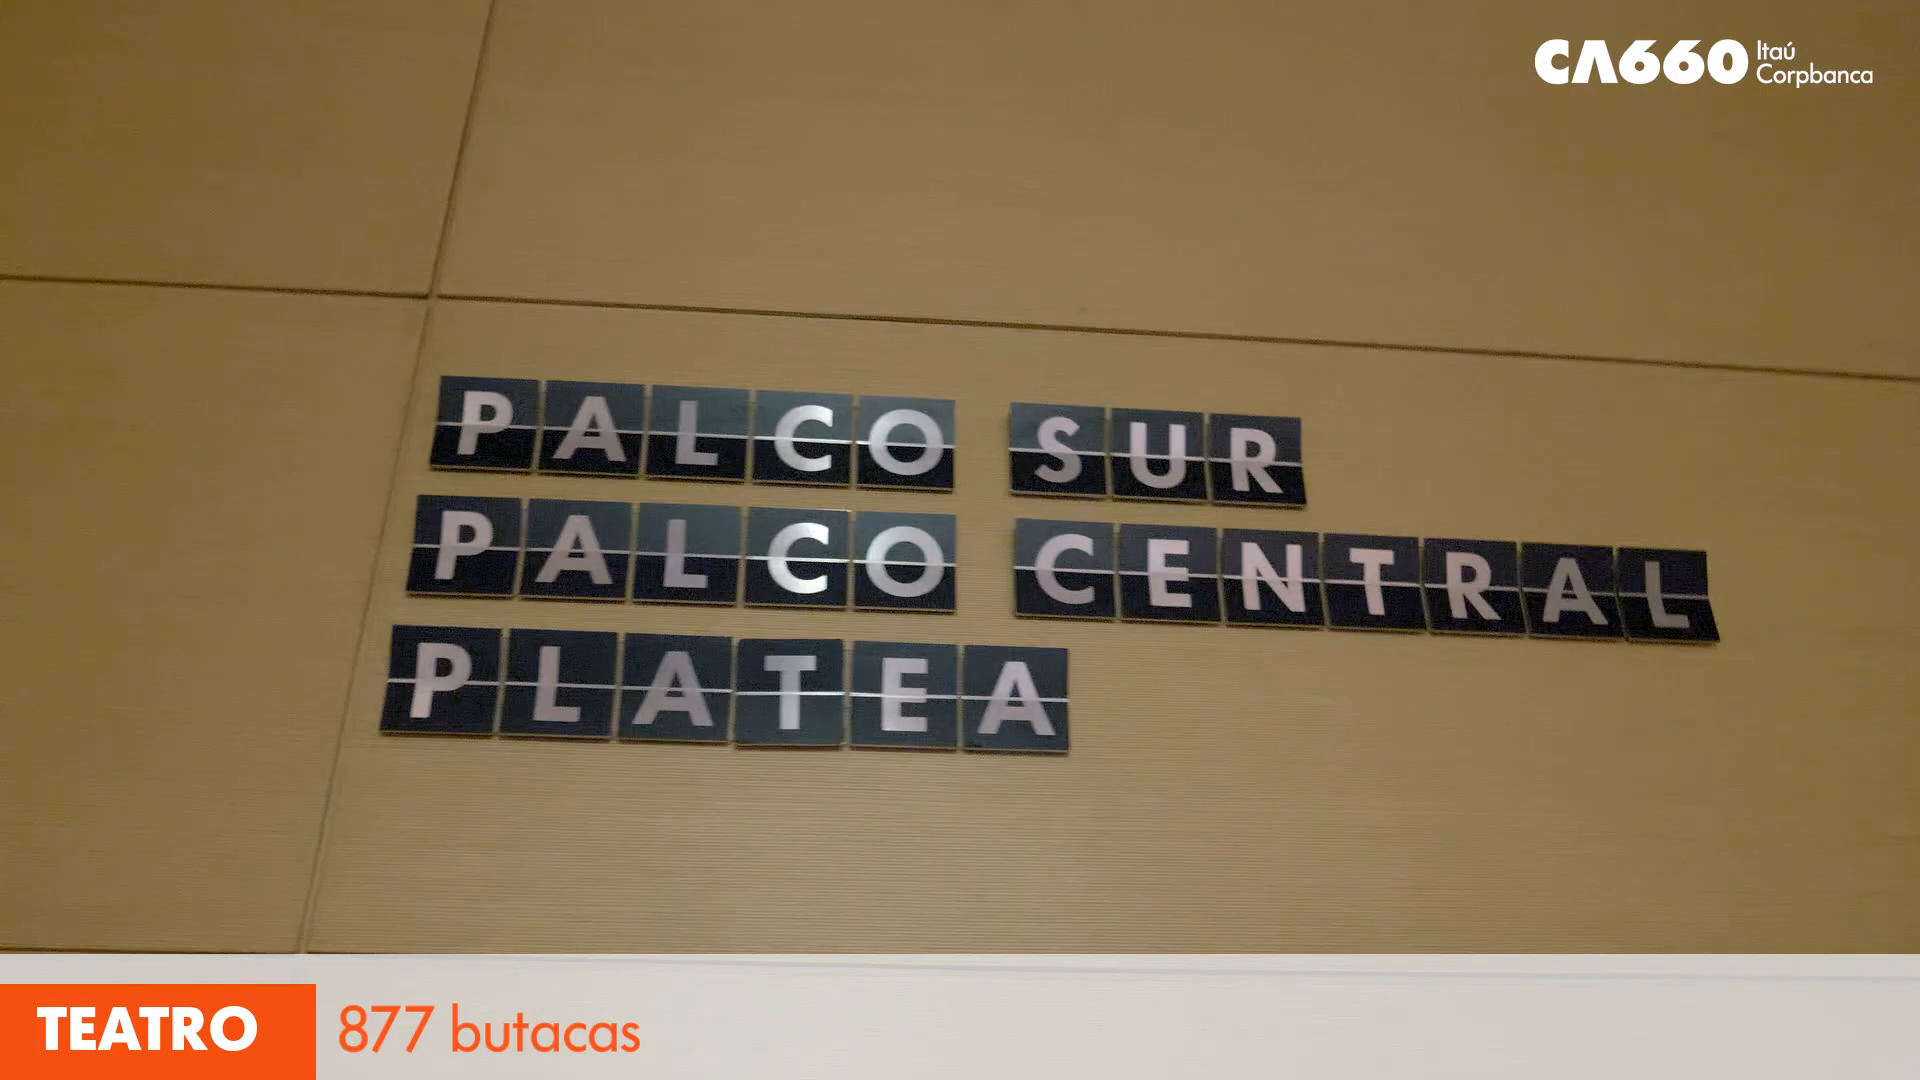 CA660 Itaú
Corpbanca
PALCO SUR
PALCO CENTRAL
PLATEA
TEATRO 877 butacas